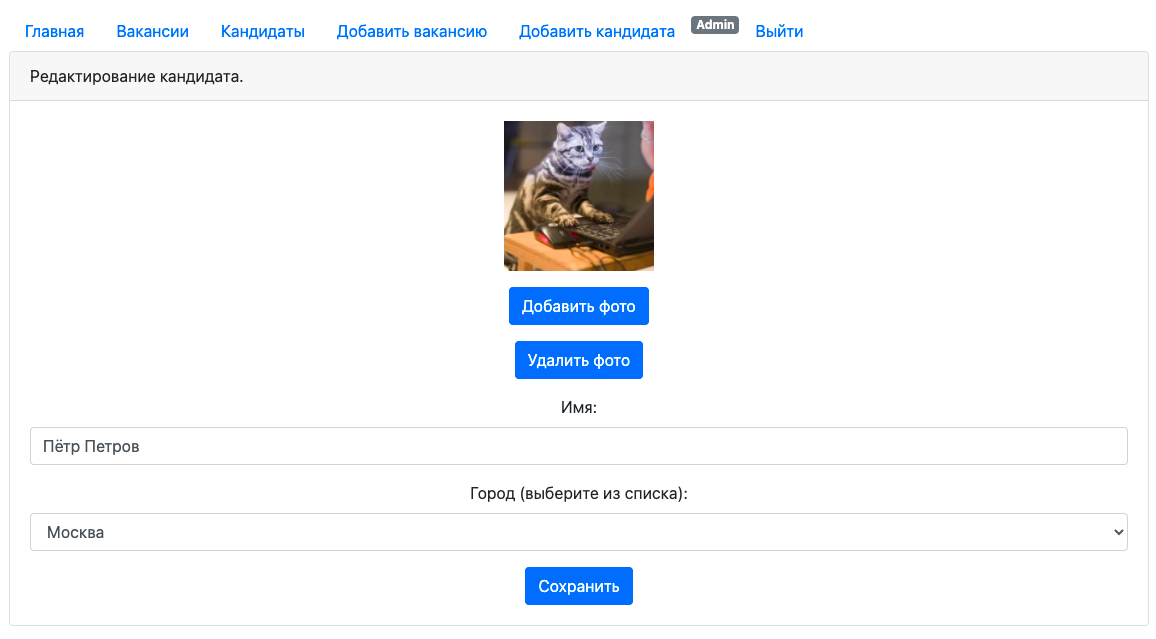 Главная Вакансии Кандидаты Добавить вакансию Добавить кандидата Admin Выйти
Редактирование кандидата.
Добавить фото
Удалить фото
Имя:
Пётр Петров
Город (выберите из списка):
Москва
Сохранить